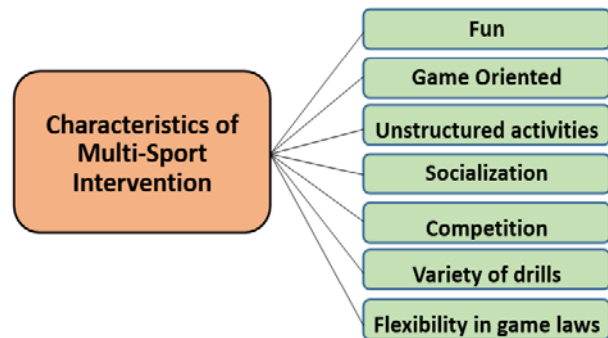 Characteristics of
Multi-Sport
Intervention
Fun
Game Oriented
Unstructured activities
Socialization
Competition
Variety of drills
Flexibility in game laws